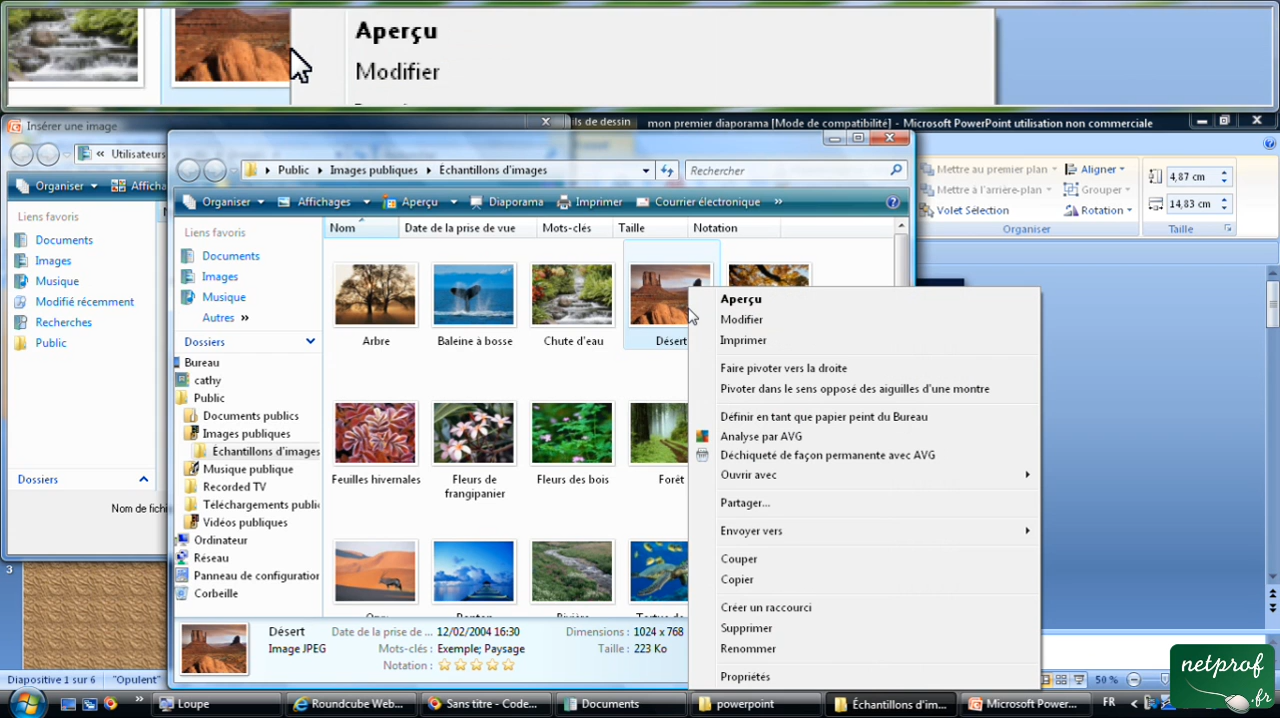 Aperçu
Modifier
Insérer une image
ils de dessin
mon premier diaporama [Mode de compatibilité] - Microsoft PowerPoint utilisation non commerciale
« Utilisateurs
Public
Images publiques
Échantillons d'images
Rechercher
Mettre au premier plan
Aligner
4,87 cm
Mettre à l'arrière-plan
Grouper
Volet Sélection
Rotation
14,83 cm
Organiser
Taille
Organiser
Afficha
Organiser
Affichages
Aperçu
Diaporama
Imprimer
Courrier électronique
»
Liens favoris
Documents
Images
Musique
Modifié récemment
Recherches
Public
Dossiers
Nom de fichi
Liens favoris
Documents
Images
Musique
Autres »
Dossiers
Bureau
cathy
Public
Documents publics
Images publiques
Échantillons d'images
Musique publique
Recorded TV
Téléchargements public
Vidéos publiques
Ordinateur
Réseau
Panneau de configuration
Corbeille
Nom
Date de la prise de vue
Mots-clés
Taille
Notation
Arbre
Baleine à bosse
Chute d'eau
Désert
Feuilles hivernales
Fleurs de frangipanier
Fleurs des bois
Forêt
Aperçu
Modifier
Imprimer
Faire pivoter vers la droite
Pivoter dans le sens opposé des aiguilles d'une montre
Définir en tant que papier peint du Bureau
Analyse par AVG
Déchiqueté de façon permanente avec AVG
Ouvrir avec
Partager...
Envoyer vers
Couper
Copier
Créer un raccourci
Supprimer
Renommer
Propriétés
Désert
Image JPEG
Date de la prise de ... 12/02/2004 16:30
Mots-clés : Exemple; Paysage
Notation :
Dimensions : 1024 x 768
Taille : 223 Ko
3
Diapositive 1 sur 6
"Opulent"
50 %
netprof.fr
»
Loupe
Roundcube Web...
Sans titre - Code...
Documents
powerpoint
Échantillons d'im...
Microsoft Power...
FR